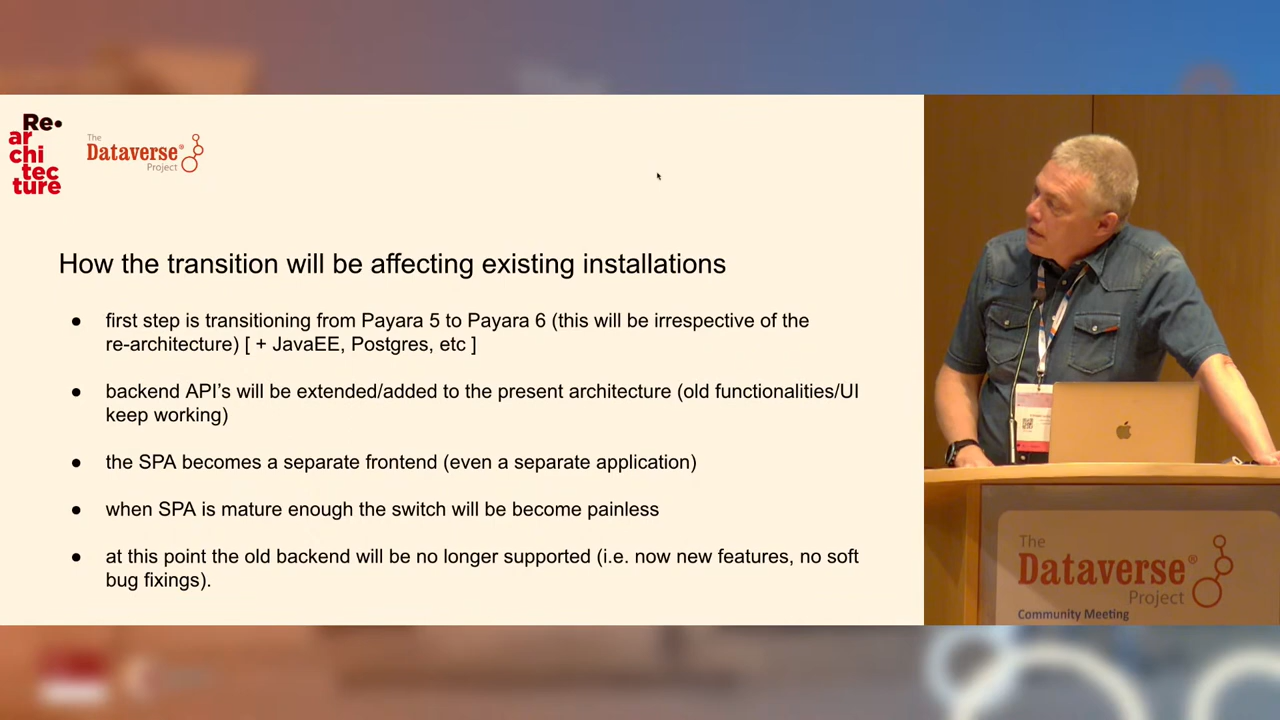 Re•
ar
chi
tec
ture
The
Dataverse®
Project
How the transition will be affecting existing installations
● first step is transitioning from Payara 5 to Payara 6 (this will be irrespective of the
re-architecture) [ + JavaEE, Postgres, etc ]
● backend API’s will be extended/added to the present architecture (old functionalities/UI
keep working)
● the SPA becomes a separate frontend (even a separate application)
● when SPA is mature enough the switch will be become painless
● at this point the old backend will be no longer supported (i.e. now new features, no soft
bug fixings).
The
Dataverse®
Project
Community Meeting